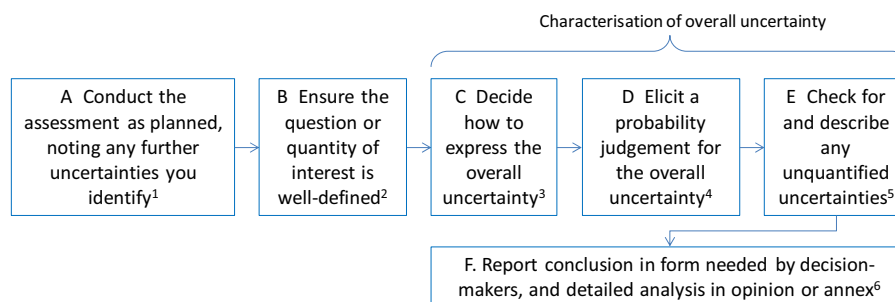 Characterisation of overall uncertainty
A Conduct the
assessment as planned,
noting any further
uncertainties you
identify¹
B Ensure the
question or
quantity of
interest is
well-defined²
C Decide
how to
express the
overall
uncertainty³
D Elicit a
probability
judgement for
the overall
uncertainty⁴
E Check for
and describe
any
unquantified
uncertainties⁵
F. Report conclusion in form needed by decision-
makers, and detailed analysis in opinion or annex⁶